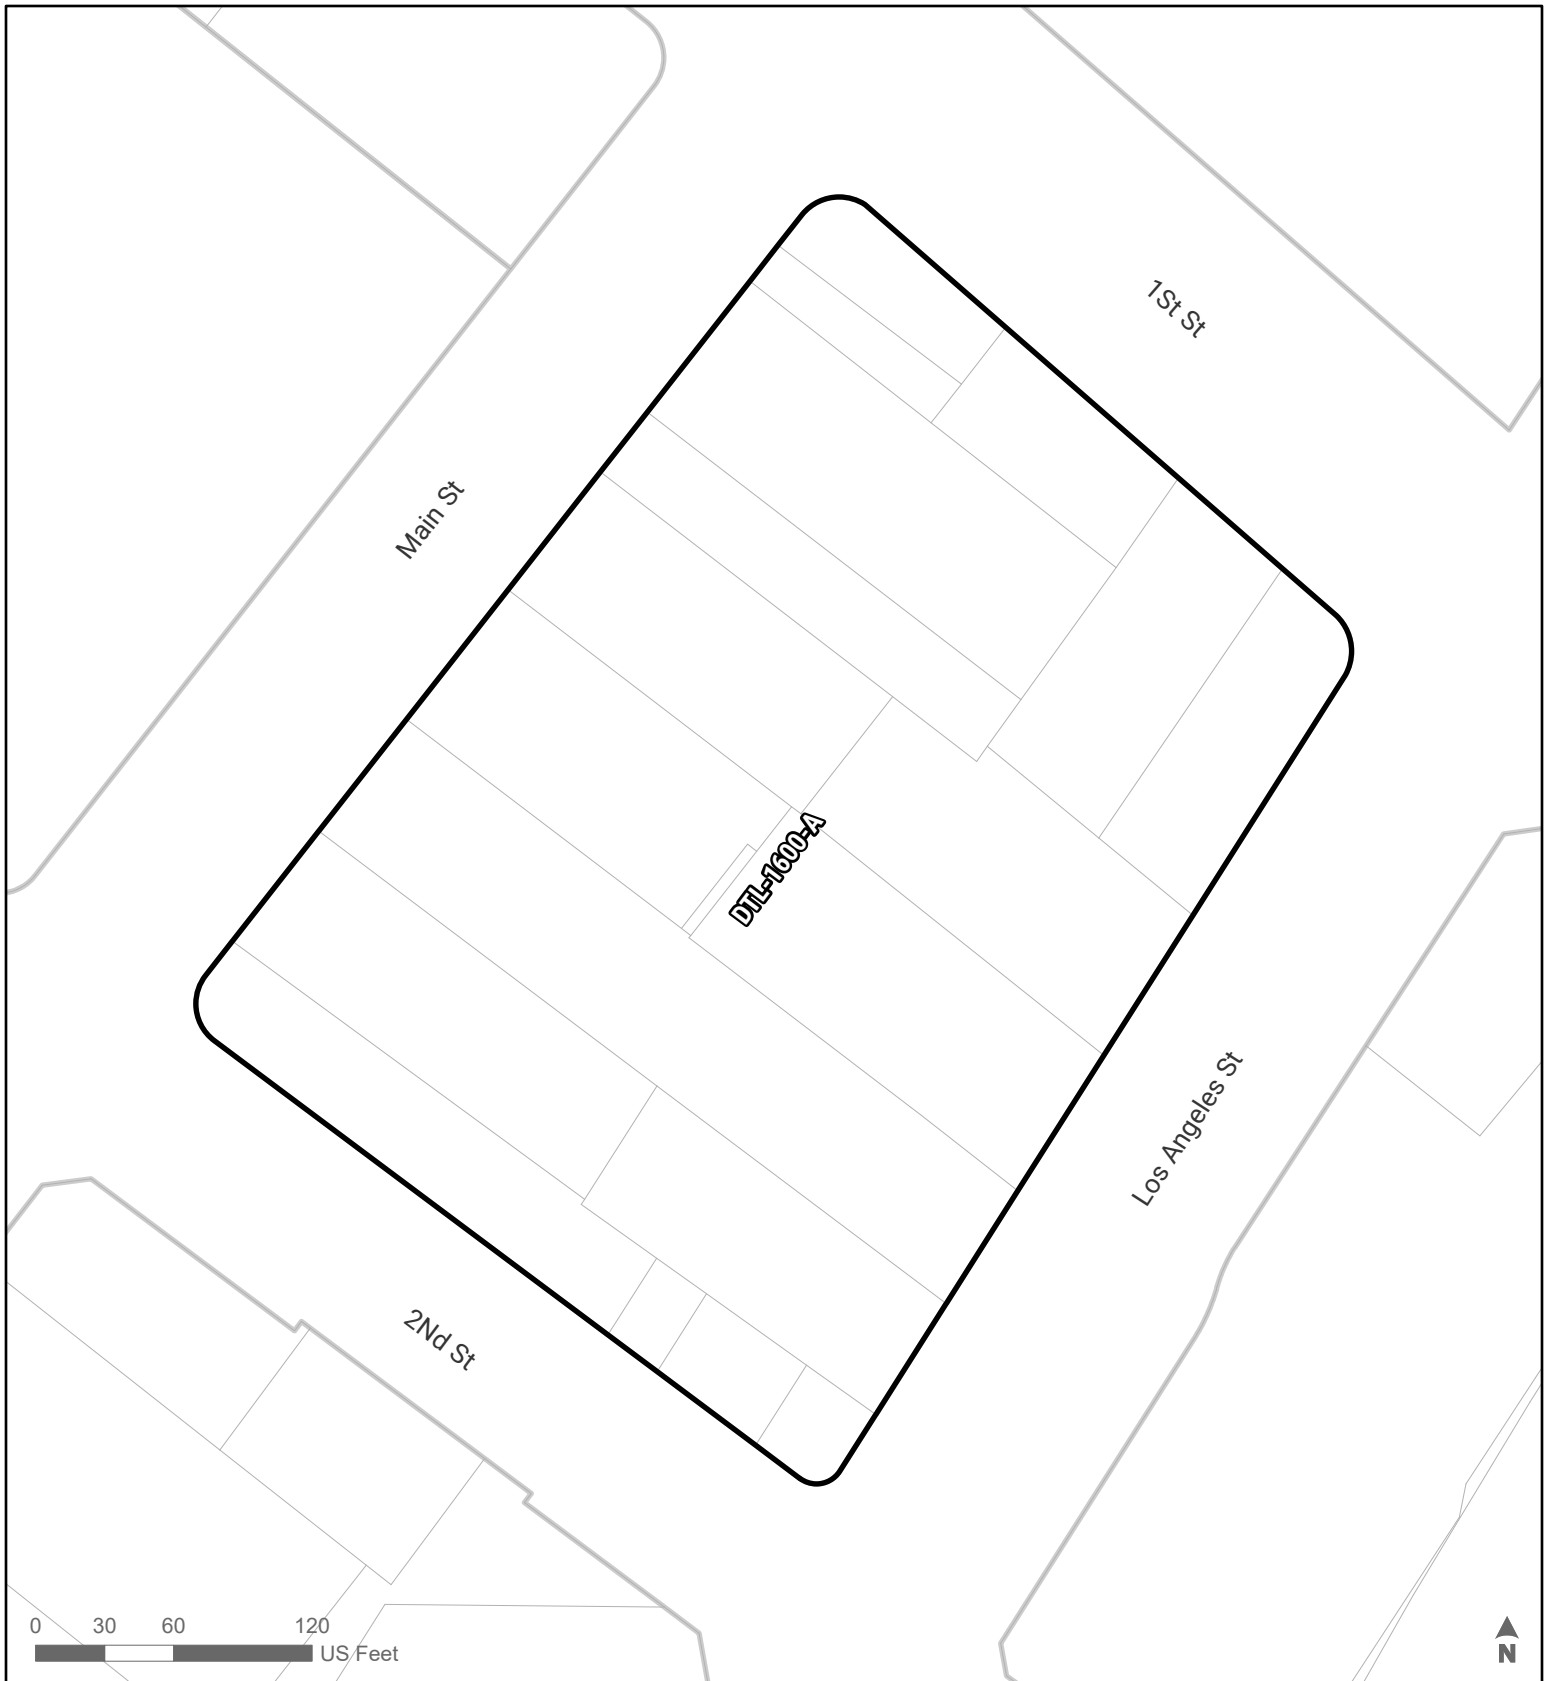 1St St
Main St
DTL-1600-A
Los Angeles St
2Nd St
0 30 60 120
US Feet
N